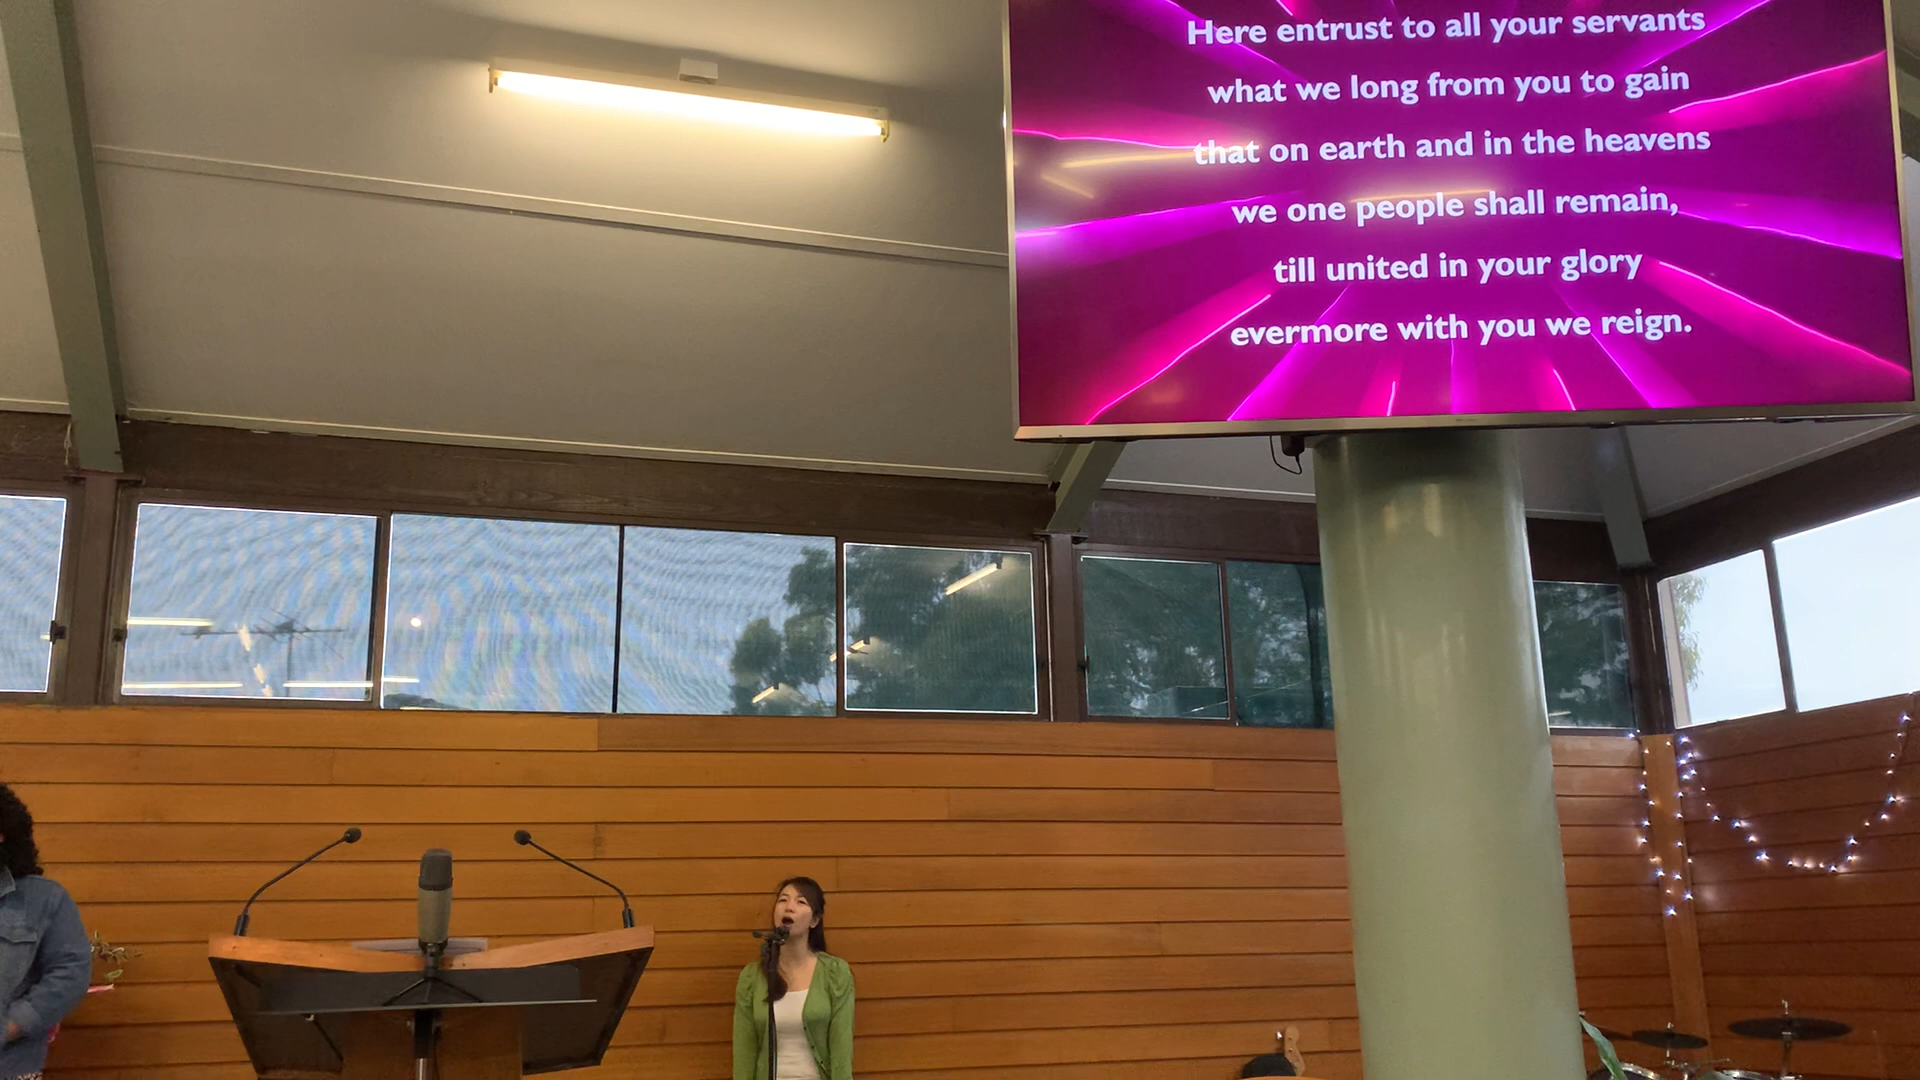 Here entrust to all your servants
what we long from you to gain
that on earth and in the heavens
we one people shall remain,
till united in your glory
evermore with you we reign.